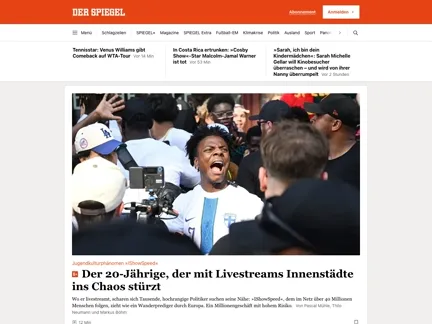 DER SPIEGEL
Abonnement
Anmelden
Menü
Schlagzeilen
SPIEGEL+
Magazine
SPIEGEL Extra
Fußball-EM
Klimakrise
Politik
Ausland
Sport
Tennisstar: Venus Williams gibt
Comeback auf WTA-Tour Vor 14 Min
In Costa Rica ertrunken: »Cosby
Show«-Star Malcolm-Jamal Warner
ist tot Vor 53 Min
»Sarah, ich bin dein
Kindermädchen«: Sarah Michelle
Gellar will Kinobesucher
überraschen – und wird von ihrer
Nanny überrumpelt Vor 2 Stunden
Jugendkulturphänomen »IShowSpeed«
Der 20-Jährige, der mit Livestreams Innenstädte
ins Chaos stürzt
Wo er livestreamt, scharen sich Tausende, hochrangige Politiker suchen seine Nähe: »IShowSpeed«, dem im Netz über 40 Millionen
Menschen folgen, zieht wie ein Wanderprediger durch Europa. Ein Millionengeschäft mit hohem Risiko. Von Pascal Mühle, Thilo
Neumann und Markus Böhm
12 Min